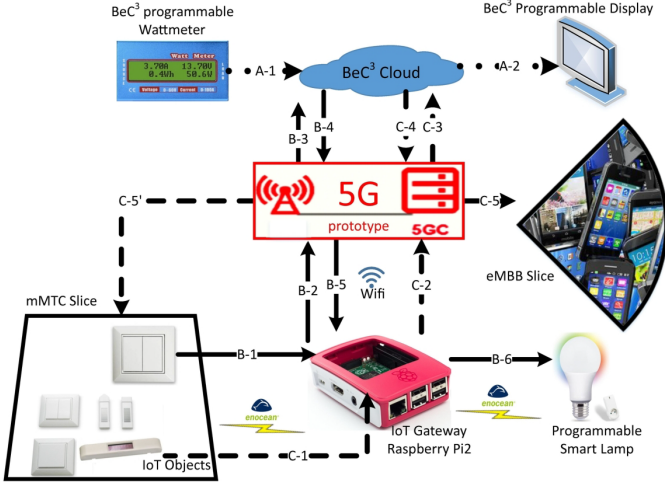 BeC³ programmable
Wattmeter
BeC³ Programmable Display
Watt Meter
3.70A 13.70V
0.4Wh 50.6W
A-1
BeC³ Cloud
A-2
B-3
B-4
C-4
C-3
C-5'
5G
prototype
5GC
C-5
eMBB Slice
B-2
B-5
Wifi
C-2
mMTC Slice
B-1
B-6
enocean
enocean
IoT Objects
C-1
IoT Gateway
Raspberry Pi2
Programmable
Smart Lamp